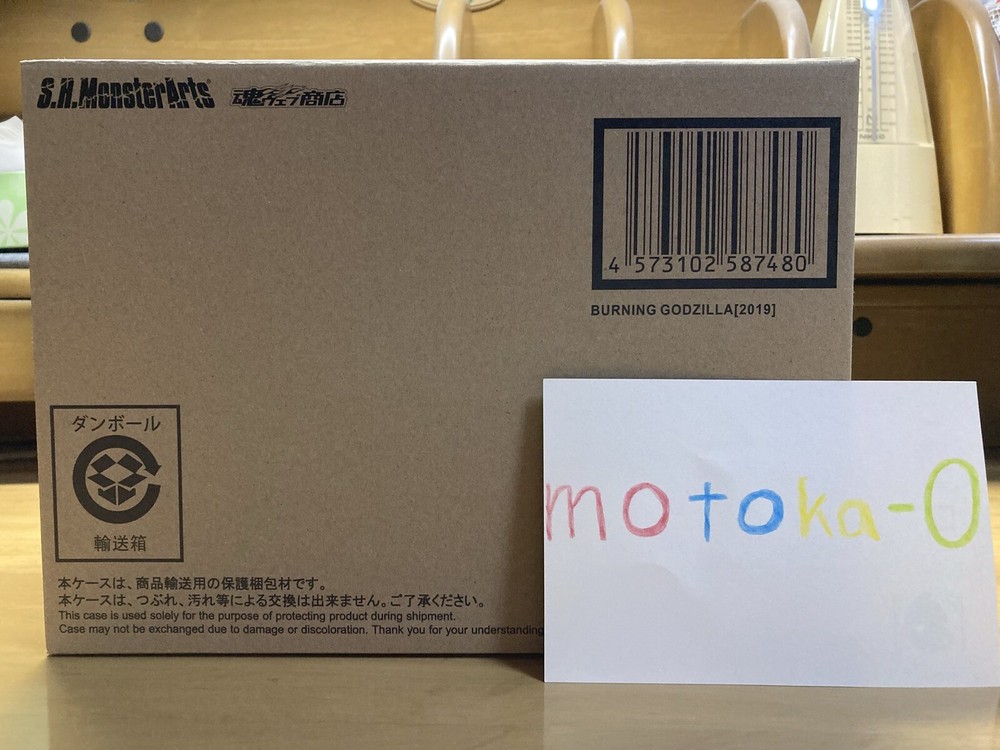 S.H.MonsterArts 魂ウェブ商店
4 573102 587480
BURNING GODZILLA[2019]
ダンボール
輸送箱
本ケースは、商品輸送用の保護梱包材です。
本ケースは、つぶれ、汚れ等による交換は出来ません。ご了承ください。
This case is used solely for the purpose of protecting product during shipment.
Case may not be exchanged due to damage or discoloration. Thank you for your understanding
motoka-0